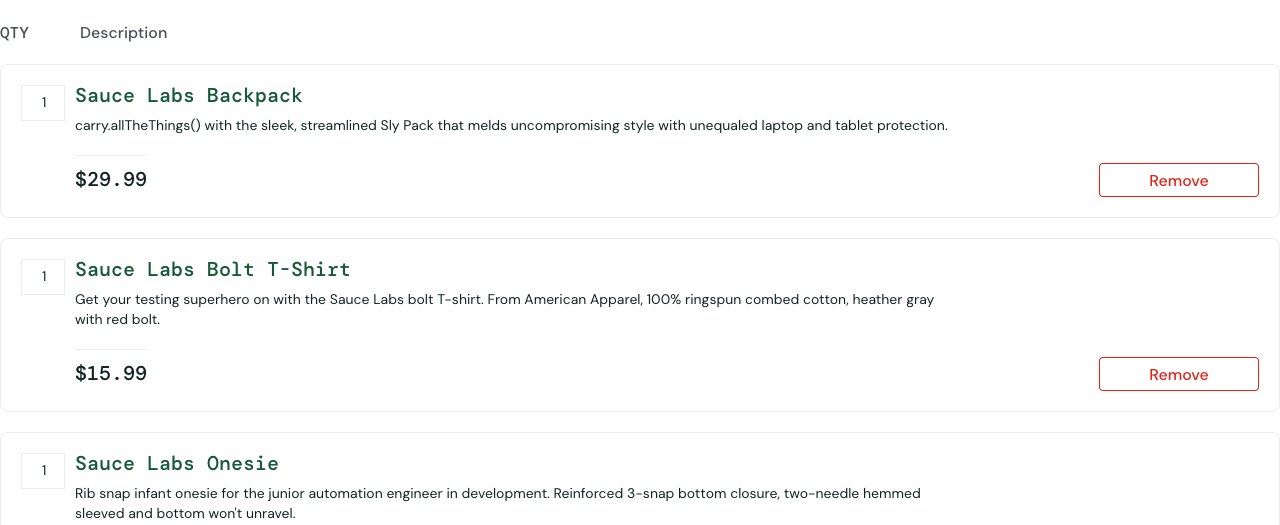 QTY Description
1 Sauce Labs Backpack
carry.allTheThings() with the sleek, streamlined Sly Pack that melds uncompromising style with unequaled laptop and tablet protection.
$29.99 Remove
1 Sauce Labs Bolt T-Shirt
Get your testing superhero on with the Sauce Labs bolt T-shirt. From American Apparel, 100% ringspun combed cotton, heather gray
with red bolt.
$15.99 Remove
1 Sauce Labs Onesie
Rib snap infant onesie for the junior automation engineer in development. Reinforced 3-snap bottom closure, two-needle hemmed
sleeved and bottom won't unravel.